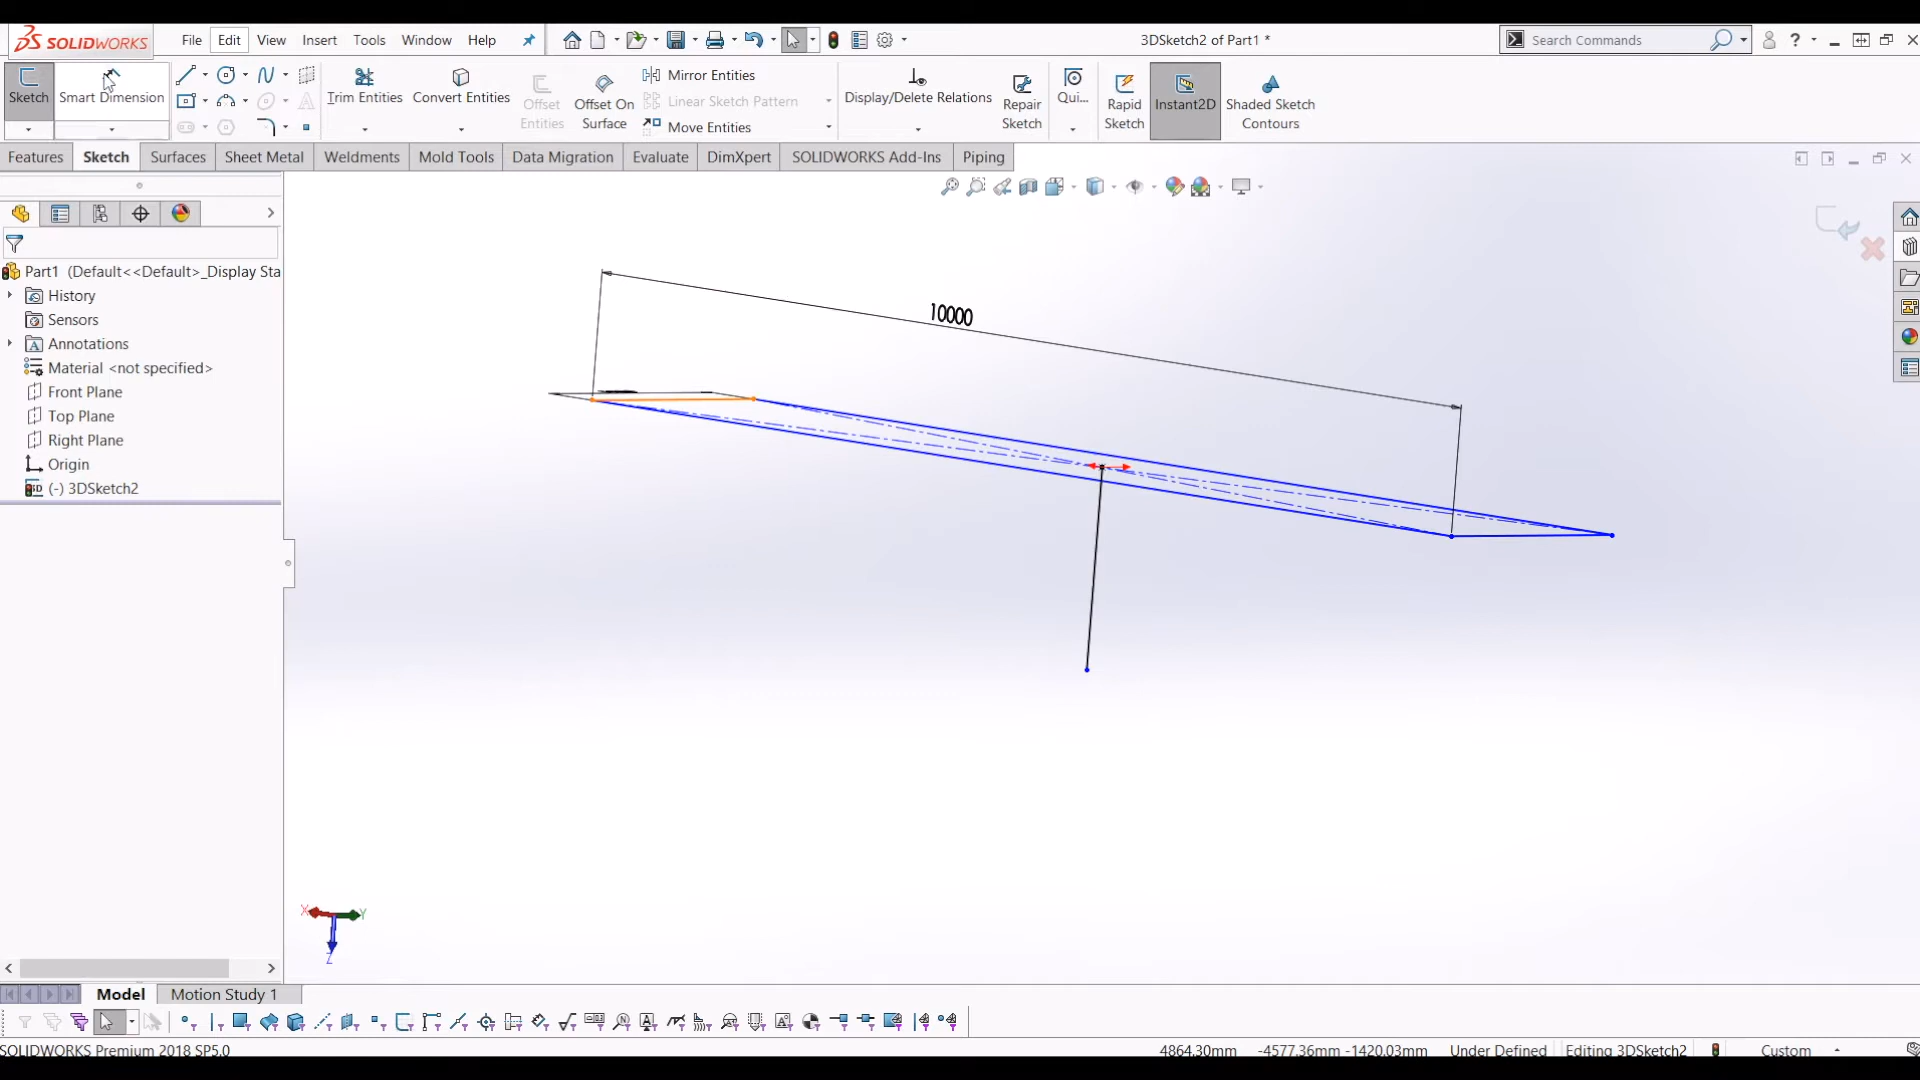 SOLIDWORKS File Edit View Insert Tools Window Help 3DSketch2 of Part1 * Search Commands ?
Sketch Smart Dimension Trim Entities Convert Entities Offset Entities Offset On Surface Mirror Entities Linear Sketch Pattern Move Entities Display/Delete Relations Repair Sketch Qui... Rapid Sketch Instant2D Shaded Sketch Contours
Features Sketch Surfaces Sheet Metal Weldments Mold Tools Data Migration Evaluate DimXpert SOLIDWORKS Add-Ins Piping
Part1 (Default<<Default>_Display Sta
History
Sensors
Annotations
Material <not specified>
Front Plane
Top Plane
Right Plane
Origin
(-) 3DSketch2
10000
X Y
Z
Model Motion Study 1
SOLIDWORKS Premium 2018 SP5.0 4864.30mm -4577.36mm -1420.03mm Under Defined Editing 3DSketch2 Custom